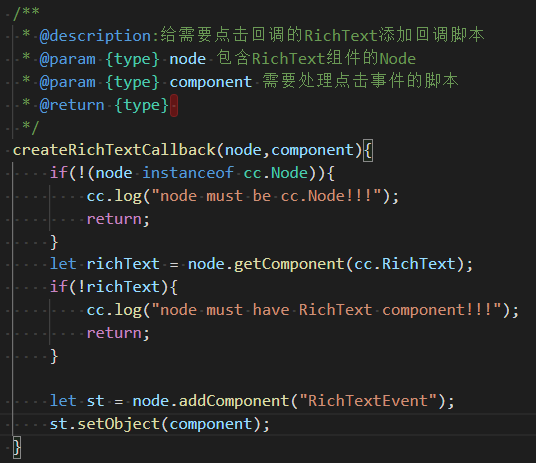 /**
 * @description:给需要点击回调的RichText添加回调脚本
 * @param {type} node 包含RichText组件的Node
 * @param {type} component 需要处理点击事件的脚本
 * @return {type}
 */
createRichTextCallback(node,component){
    if(!(node instanceof cc.Node)){
        cc.log("node must be cc.Node!!!");
        return;
    }
    let richText = node.getComponent(cc.RichText);
    if(!richText){
        cc.log("node must have RichText component!!!");
        return;
    }

    let st = node.addComponent("RichTextEvent");
    st.setObject(component);
}